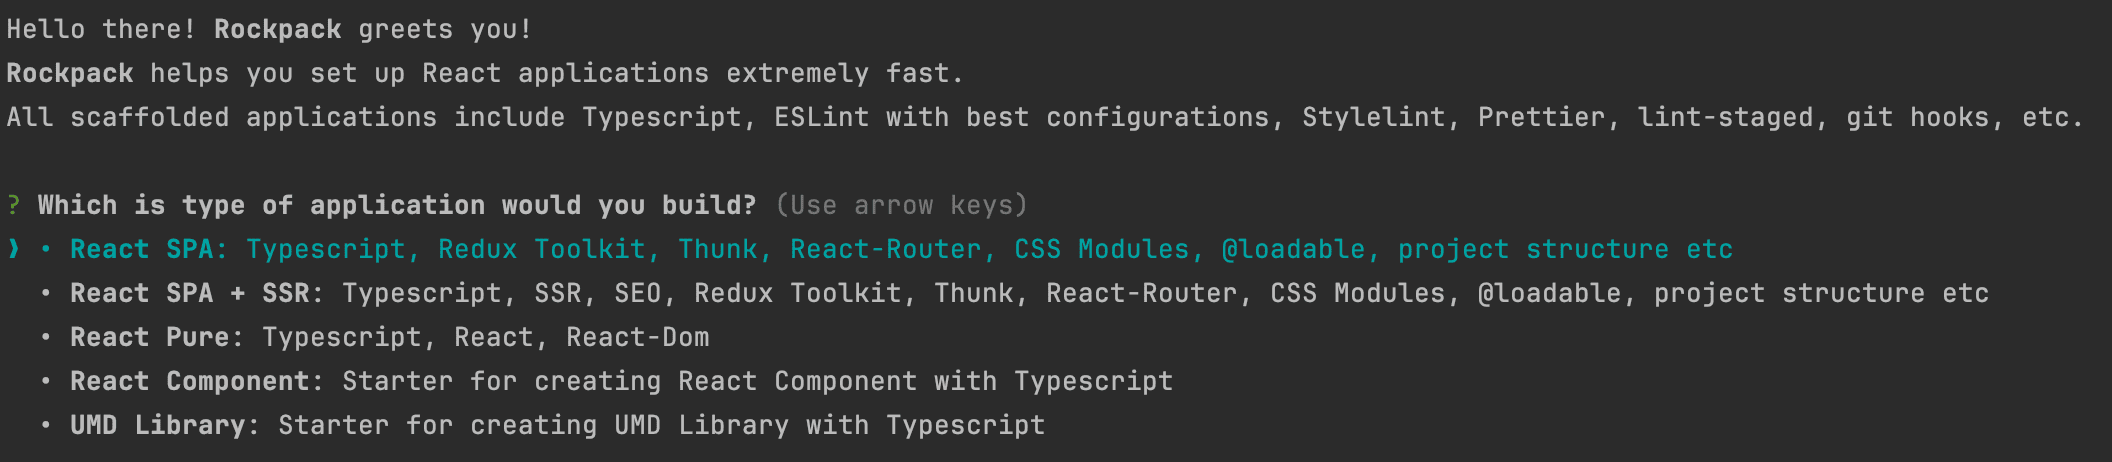 Hello there! Rockpack greets you!
Rockpack helps you set up React applications extremely fast.
All scaffolded applications include Typescript, ESLint with best configurations, Stylelint, Prettier, lint-staged, git hooks, etc.
? Which is type of application would you build? (Use arrow keys)
❯ • React SPA: Typescript, Redux Toolkit, Thunk, React-Router, CSS Modules, @loadable, project structure etc
• React SPA + SSR: Typescript, SSR, SEO, Redux Toolkit, Thunk, React-Router, CSS Modules, @loadable, project structure etc
• React Pure: Typescript, React, React-Dom
• React Component: Starter for creating React Component with Typescript
• UMD Library: Starter for creating UMD Library with Typescript